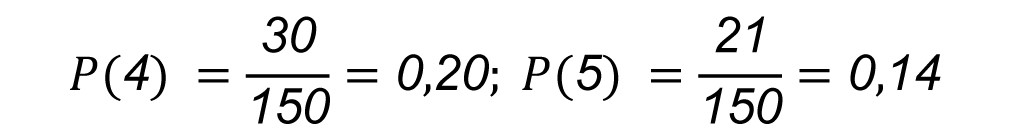 P(4) = 30/150 = 0,20; P(5) = 21/150 = 0,14